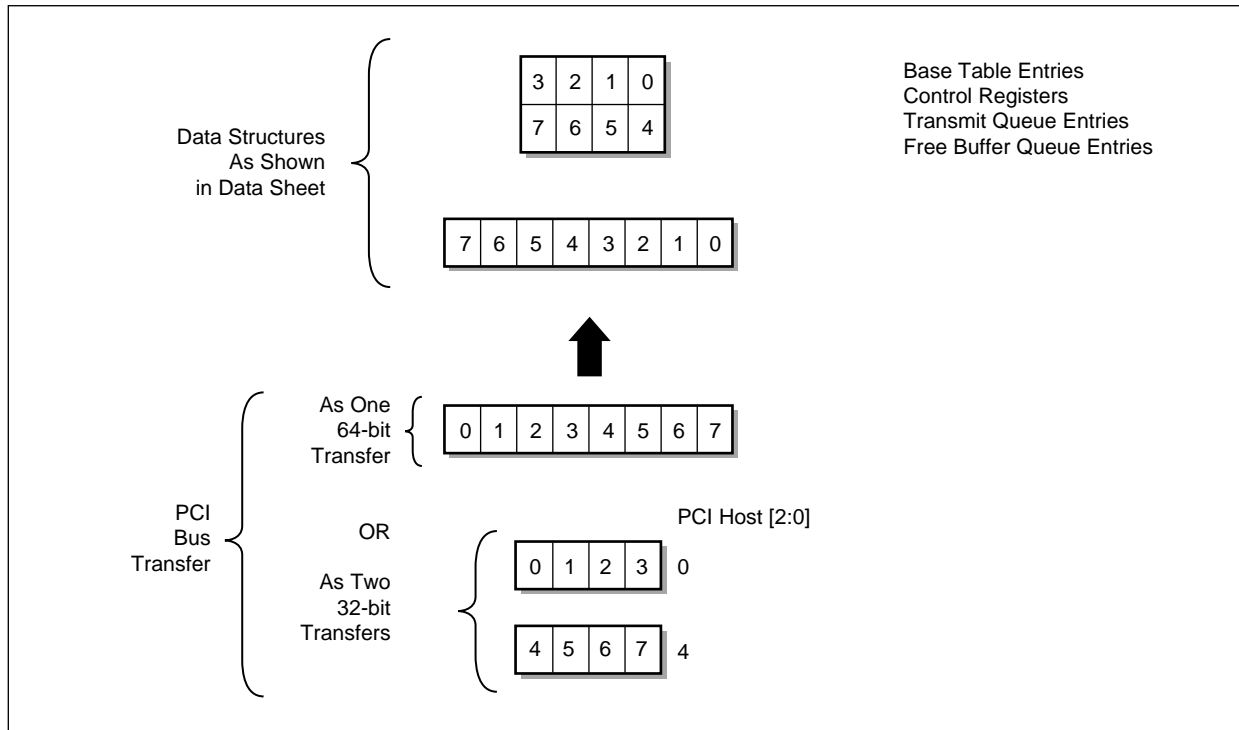 3 2 1 0
7 6 5 4
Base Table Entries
Control Registers
Transmit Queue Entries
Free Buffer Queue Entries
Data Structures
As Shown
in Data Sheet
7 6 5 4 3 2 1 0
PCI
Bus
Transfer
As One
64-bit
Transfer
0 1 2 3 4 5 6 7
OR
As Two
32-bit
Transfers
PCI Host [2:0]
0 1 2 3 0
4 5 6 7 4